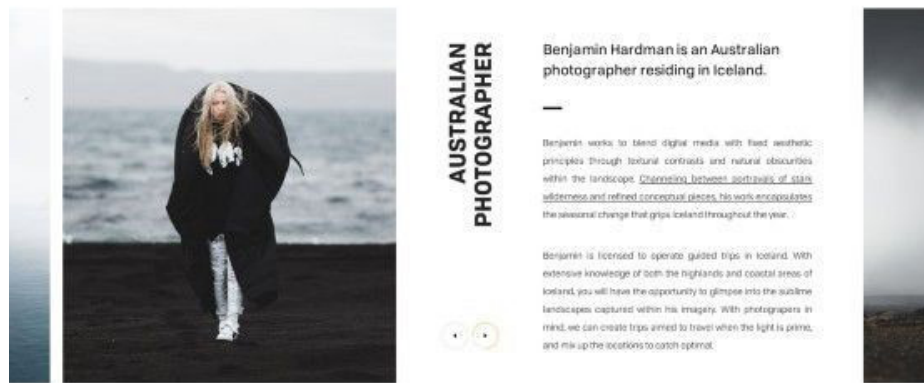 AUSTRALIAN
PHOTOGRAPHER
Benjamin Hardman is an Australian
photographer residing in Iceland.
Benjamin works to blend digital media with fixed aesthetic
principles through textural contrasts and natural obscurities
within the landscape. Channeling between portrayals of stark
wilderness and refined conceptual pieces, his work encapsulates
the seasonal change that grips Iceland throughout the year.
Benjamin is licensed to operate guided trips in Iceland. With
extensive knowledge of both the highlands and coastal areas of
Iceland, you will have the opportunity to glimpse into the sublime
landscapes captured within his imagery. With photographers in
mind, we can create trips aimed to travel when the light is prime,
and mix up the locations to catch optimal.